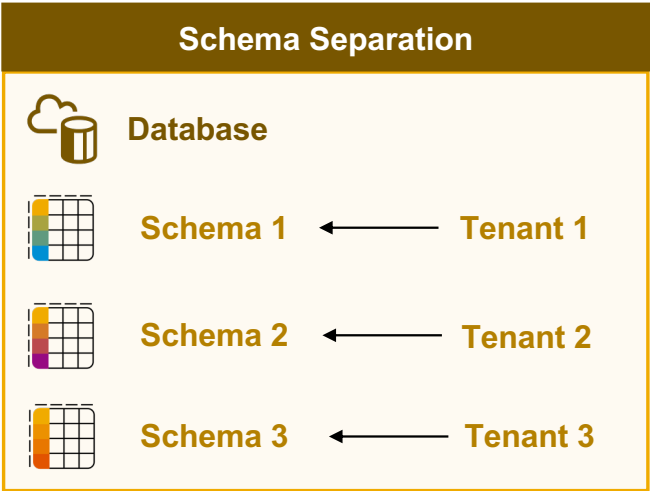 Schema Separation
Database
Schema 1 Tenant 1
Schema 2 Tenant 2
Schema 3 Tenant 3